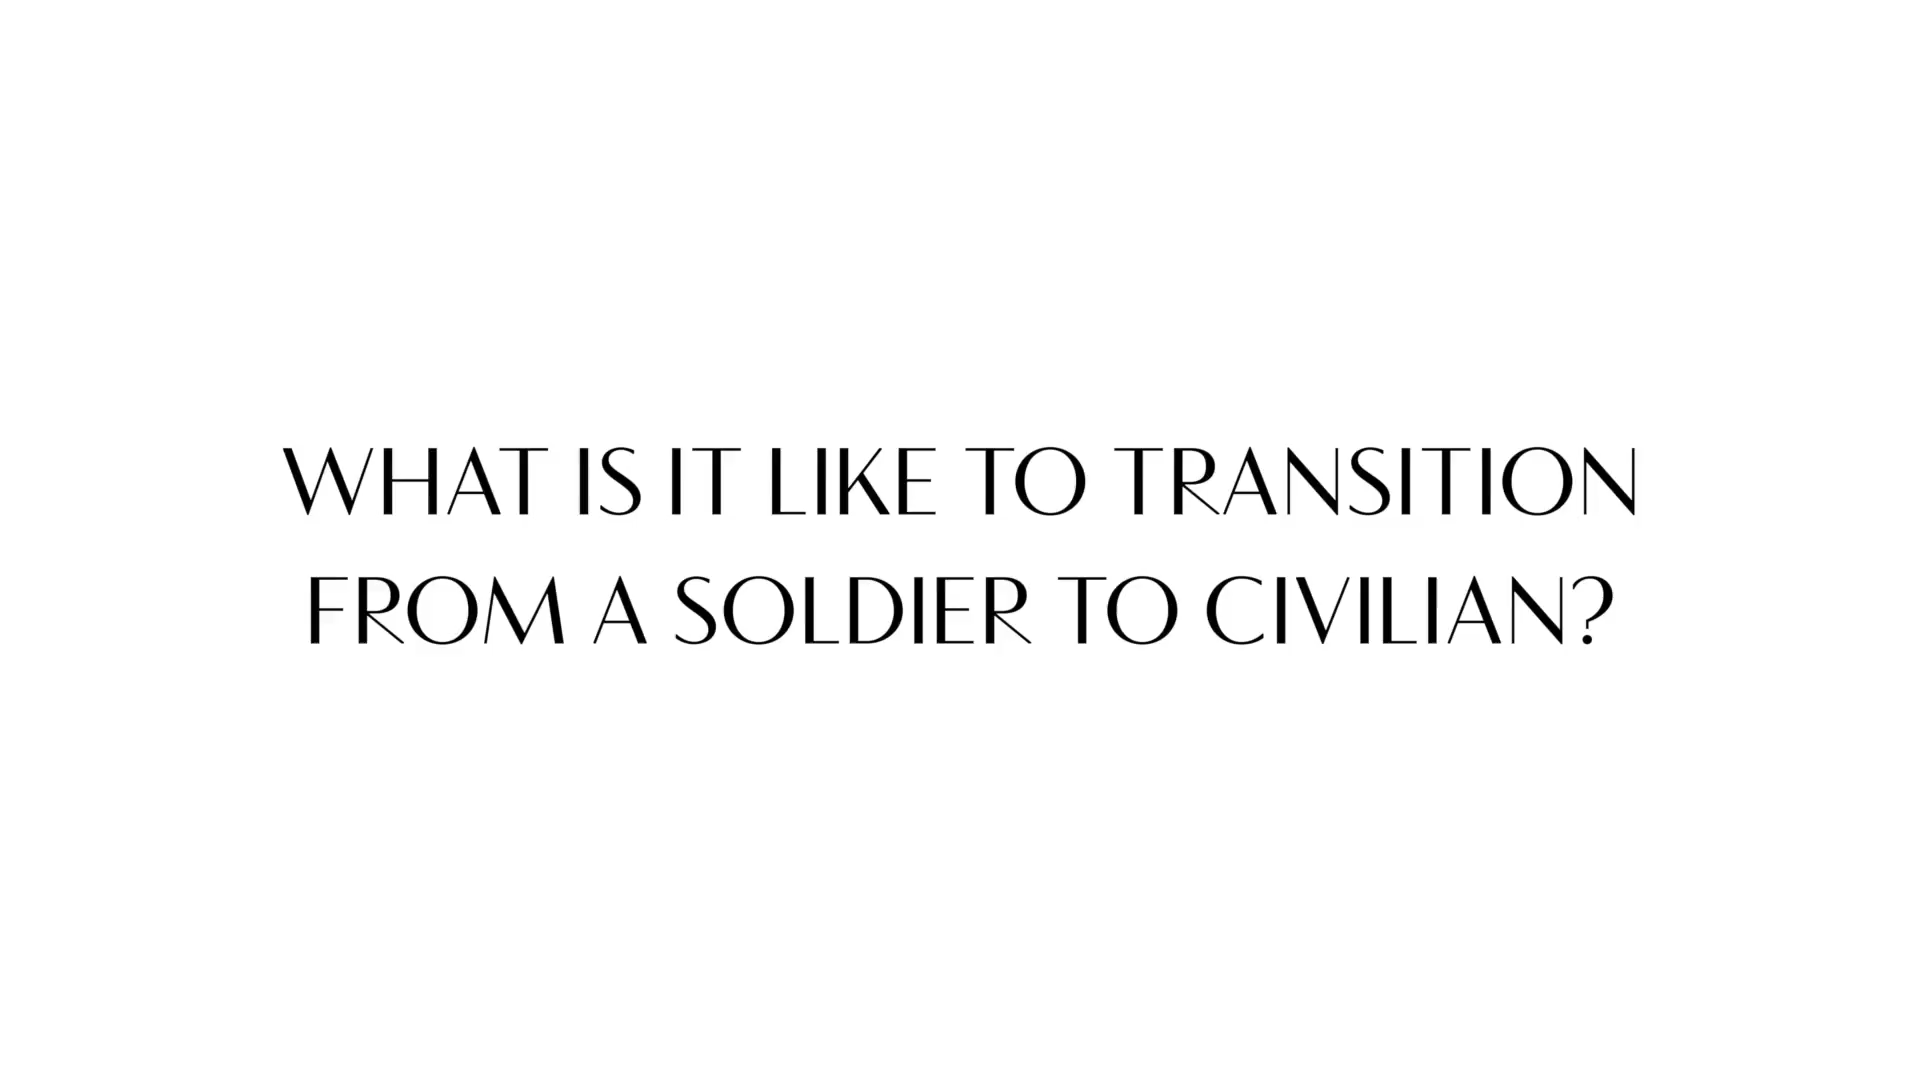 WHAT IS IT LIKE TO TRANSITION
FROM A SOLDIER TO CIVILIAN?